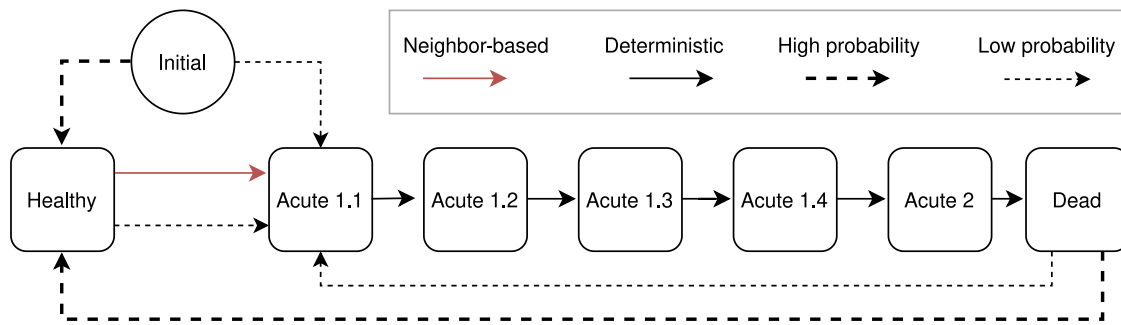 Neighbor-based Deterministic High probability Low probability
Initial
Healthy Acute 1.1 Acute 1.2 Acute 1.3 Acute 1.4 Acute 2 Dead